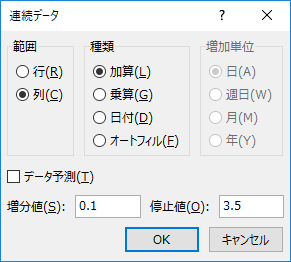 連続データ ? ×
範囲
行(R)
列(C)
種類
加算(L)
乗算(G)
日付(D)
オートフィル(F)
増加単位
日(A)
週日(W)
月(M)
年(Y)
データ予測(T)
増分値(S): 0.1 停止値(O): 3.5
OK キャンセル